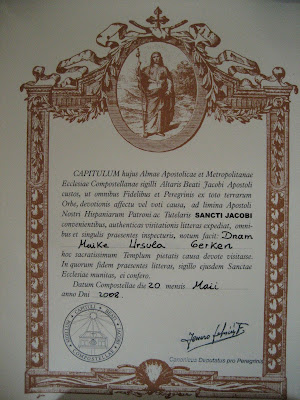 CAPITULUM hujus Almae Apostolicae et Metropolitanae
Ecclesiae Compostellanae sigilli Altaris Beati Jacobi Apostoli
custos, ut omnibus Fidelibus et Peregrinis ex toto terrarum
Orbe, devotionis affectu vel voti causa, ad limina Apostoli
Nostri Hispaniarum Patroni ac Tutelaris SANCTI JACOBI
convenientibus, authenticas visitationis litteras expediat, omni-
bus et singulis praesentes inspecturis, notum facit: Dnam
Maike Ursula Gerken
hoc sacratissimum Templum pietatis causa devote visitasse.
In quorum fidem praesentes litteras, sigillo ejusdem Sanctae
Ecclesiae munitas, ei confero.
Datum Compostellae die 20 mensis Maii
anno Dni 2008.
Canonicus Deputatus pro Peregrinis